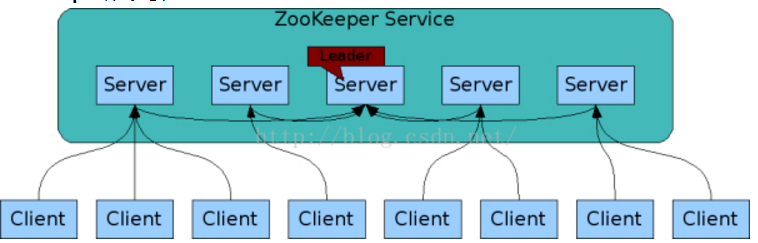 ZooKeeper Service
Leader
Server Server Server Server Server
http://blog.csdn.net/
Client Client Client Client Client Client Client Client